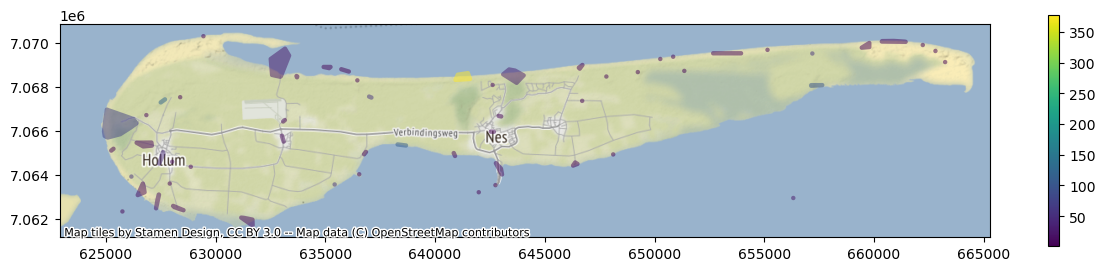 1e6
7.070
7.068
7.066
7.064
7.062
Verbindingsweg
Nes
Hollum
Map tiles by Stamen Design, CC BY 3.0 -- Map data (C) OpenStreetMap contributors
625000 630000 635000 640000 645000 650000 655000 660000 665000
350
300
250
200
150
100
50